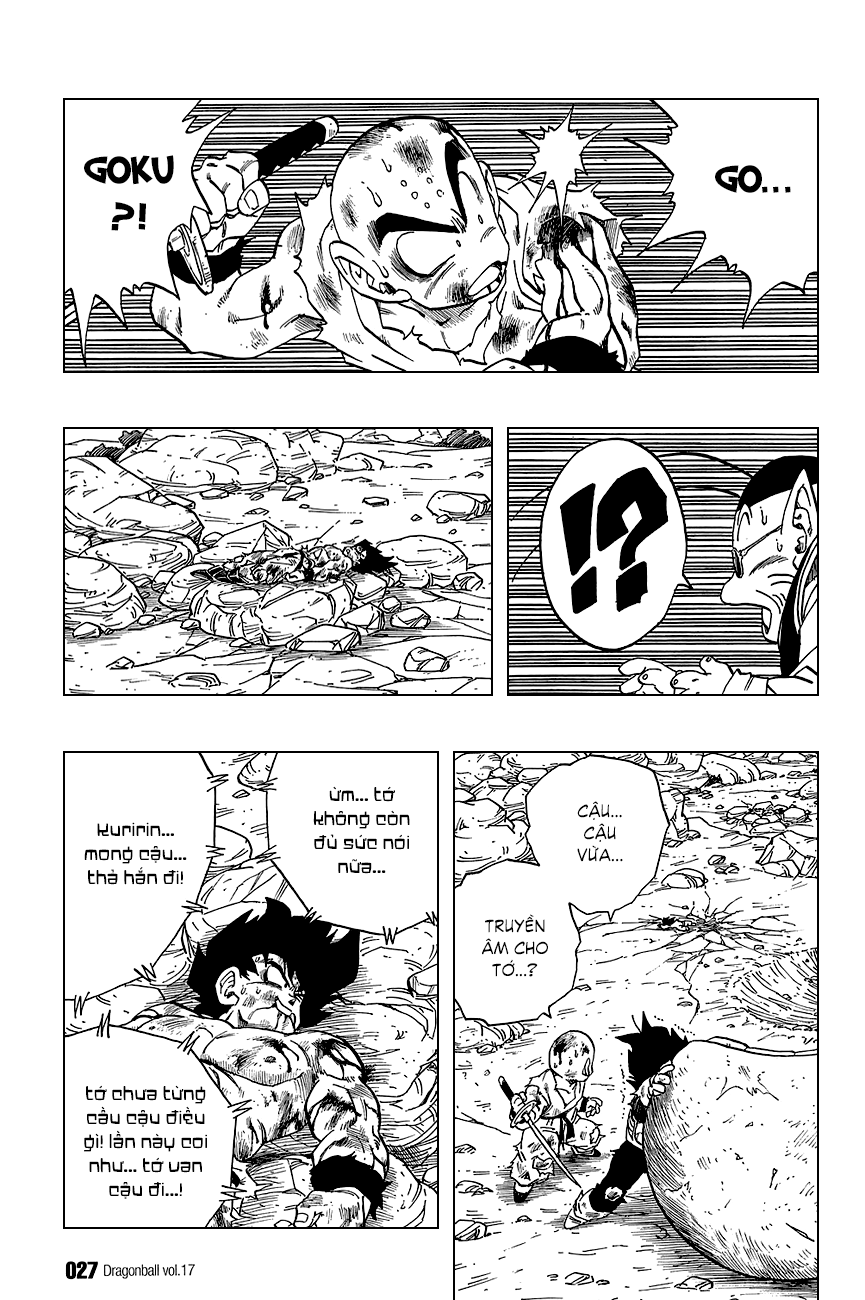 GO...
GOKU
?!
!?
CẬU...
CẬU
VỪA...
TRUYỀN
ÂM CHO
TỚ...?
ừm... tớ
không còn
đủ sức nói
nữa...
kuririn...
mong cậu...
thả hắn đi!
tớ chưa từng
cầu cậu điều
gì! lần này coi
như... tớ van
cậu đi...!
027 Dragonball vol.17